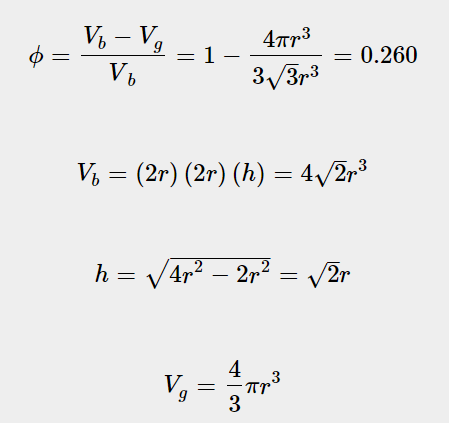 ϕ = (V_b − V_g) / V_b = 1 − 4πr³ / 3√3r³ = 0.260
V_b = (2r) (2r) (h) = 4√2r³
h = √(4r² − 2r²) = √2r
V_g = 4/3 πr³